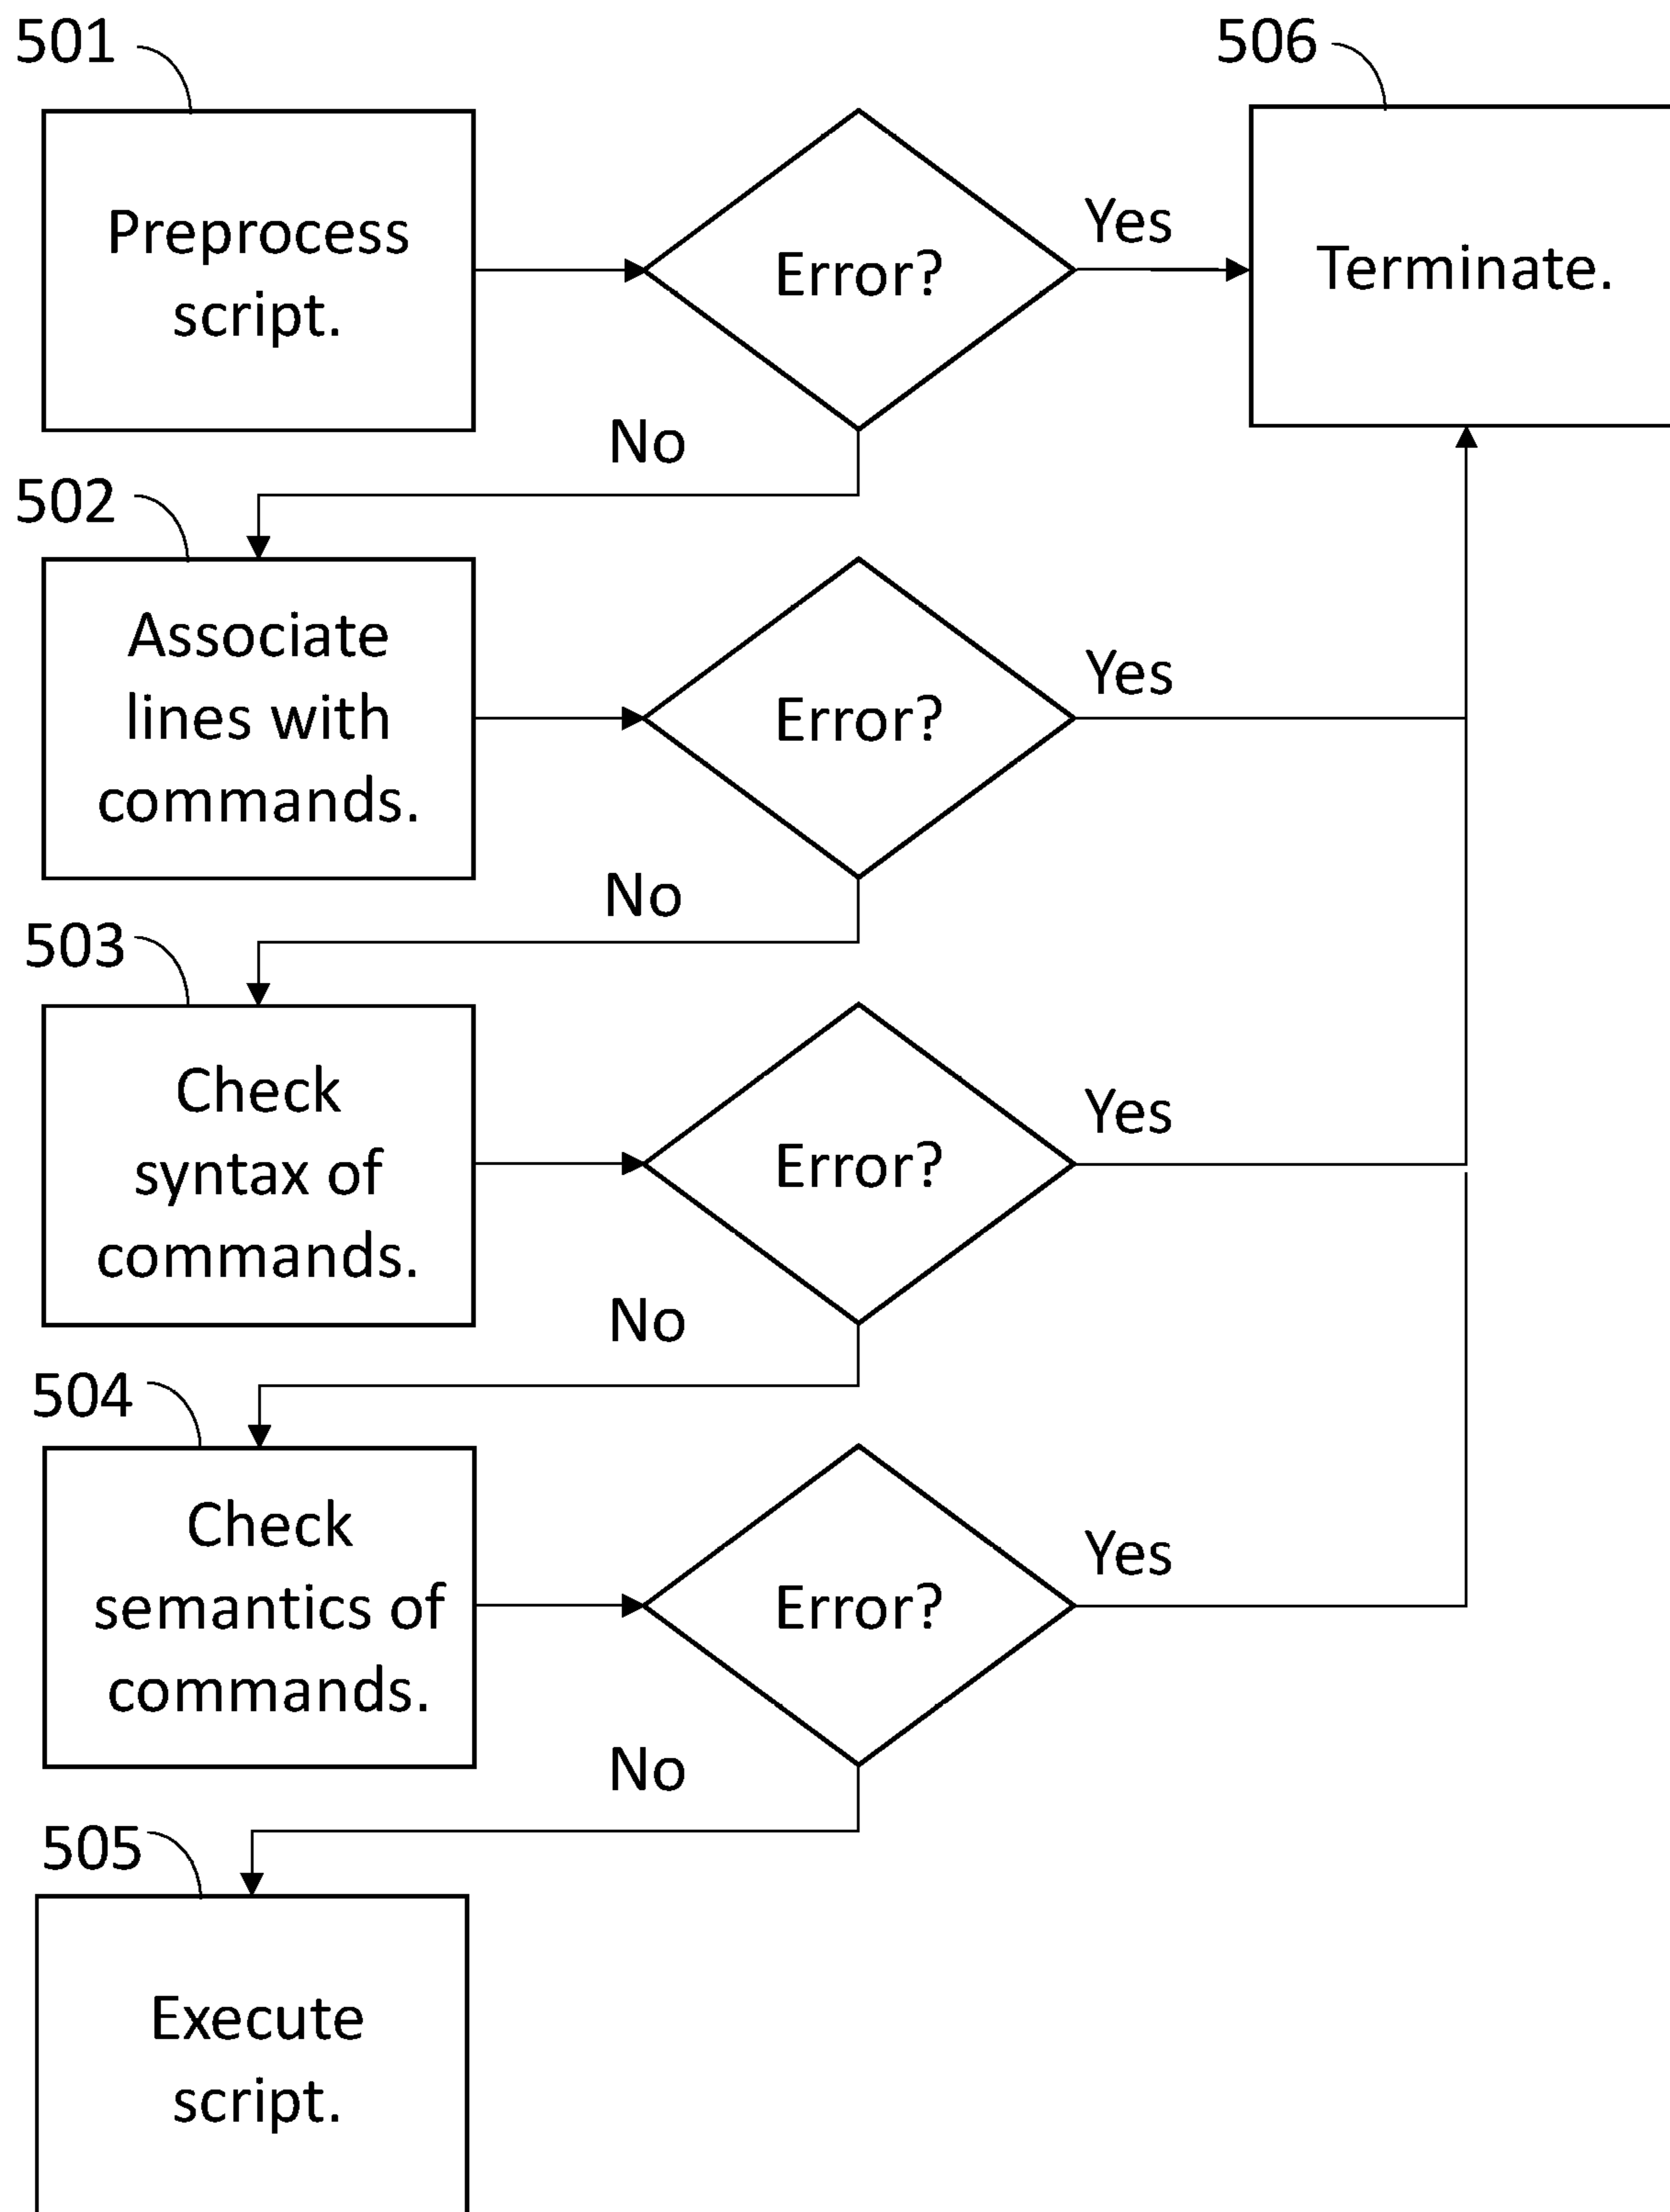 501
Preprocess
script.
Error?
Yes
506
Terminate.
No
502
Associate
lines with
commands.
Error?
Yes
No
503
Check
syntax of
commands.
Error?
Yes
No
504
Check
semantics of
commands.
Error?
Yes
No
505
Execute
script.